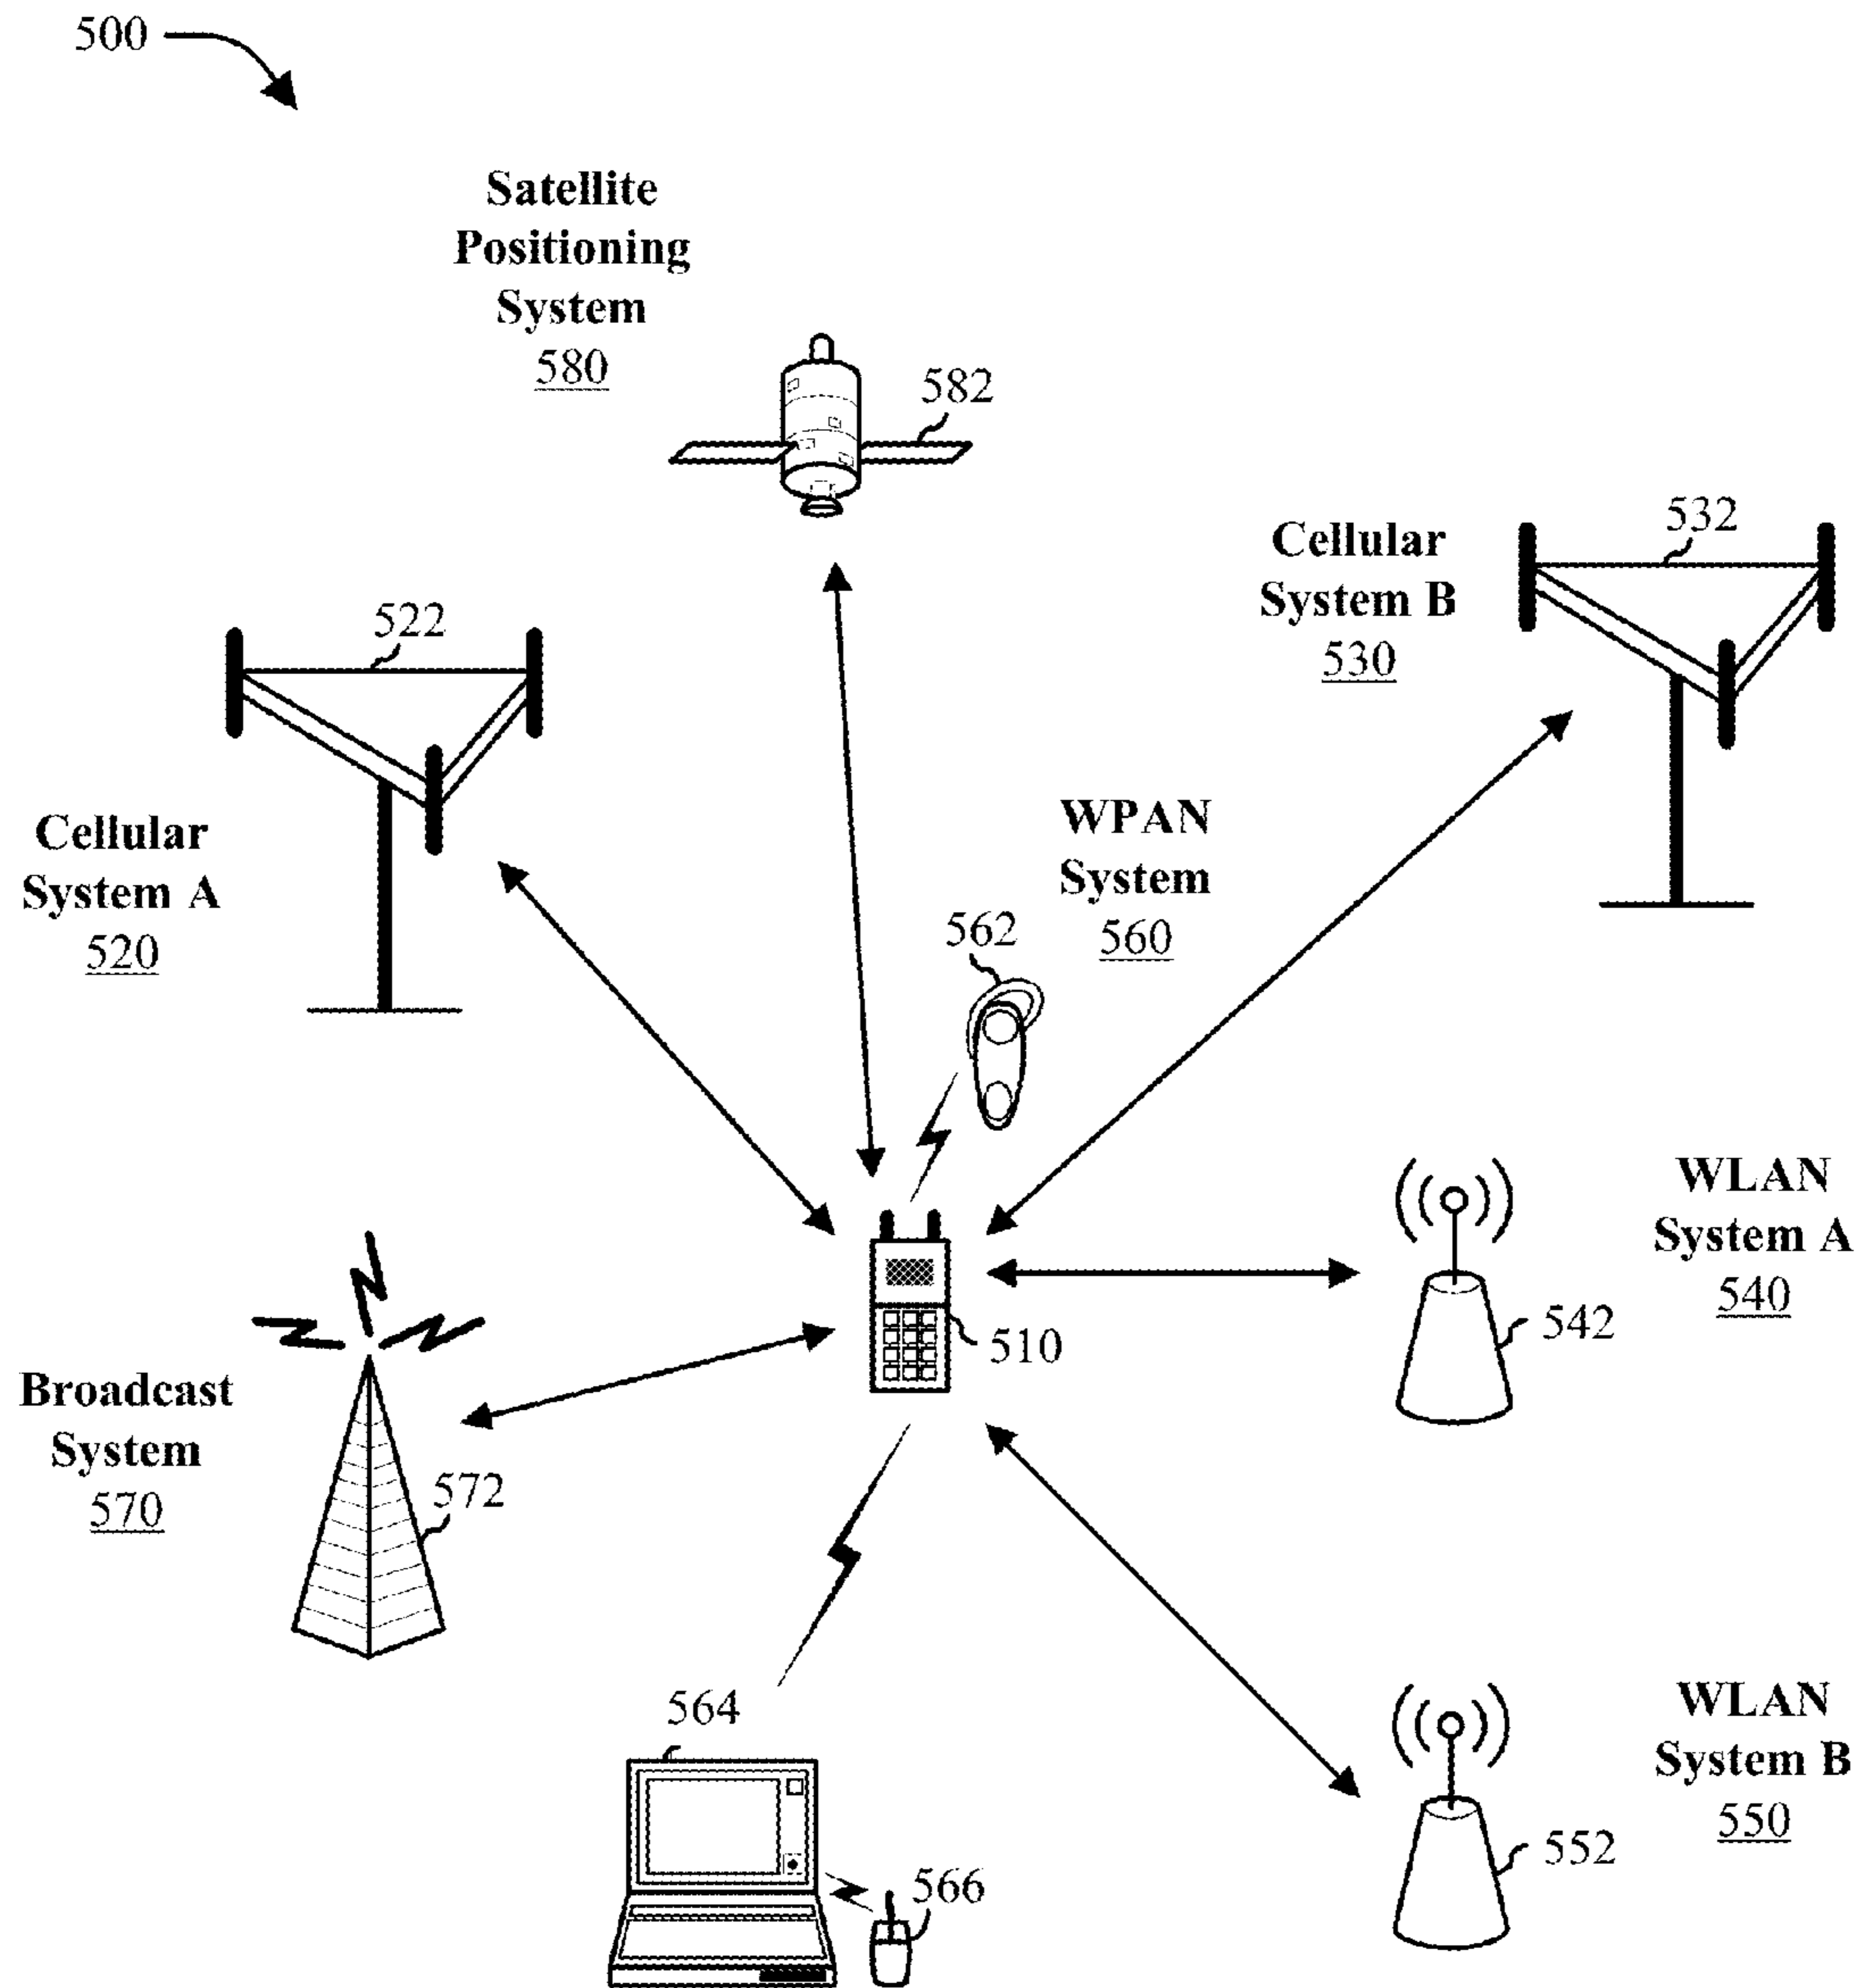 500
Satellite
Positioning
System
580
582
Cellular
System B
530
532
522
Cellular
System A
520
WPAN
System
560
562
WLAN
System A
540
542
510
Broadcast
System
570
572
564
566
WLAN
System B
550
552